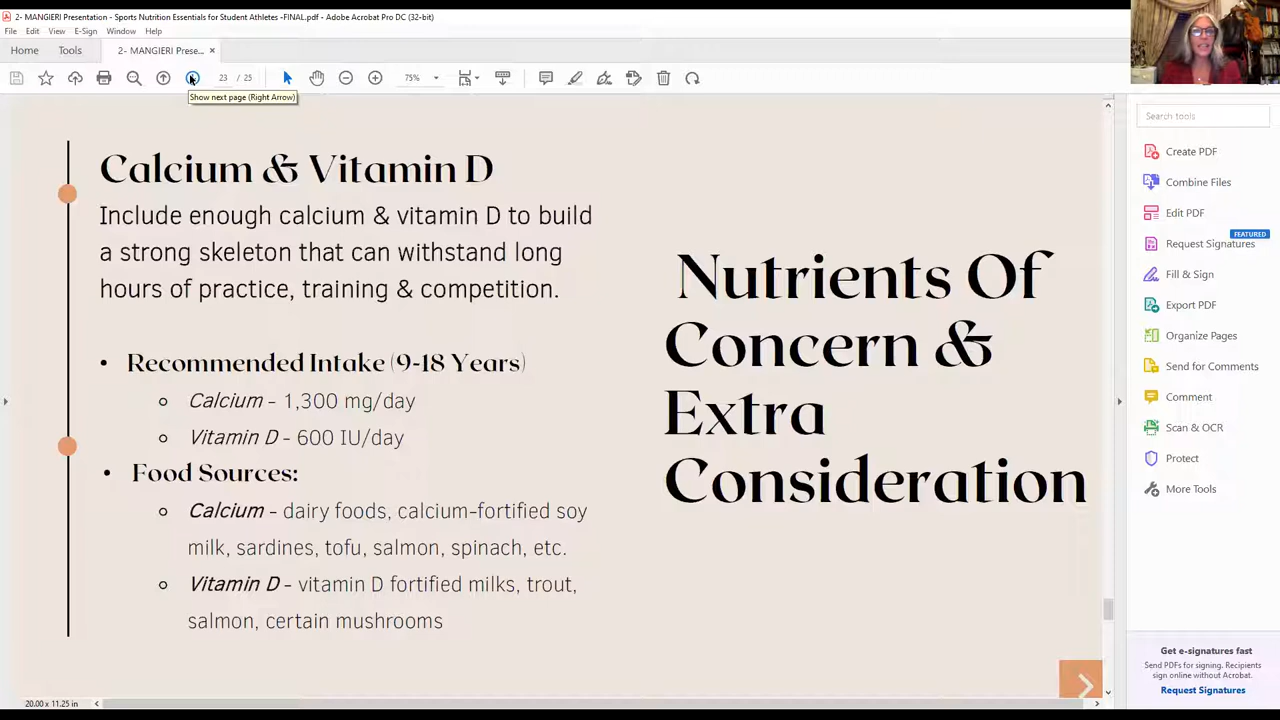 2- MANGIERI Presentation - Sports Nutrition Essentials for Student Athletes -FINAL.pdf - Adobe Acrobat Pro DC (32-bit)
File Edit View E-Sign Window Help
Home Tools 2- MANGIERI Prese... ×
23 / 25 75%
Show next page (Right Arrow)
Calcium & Vitamin D
Include enough calcium & vitamin D to build
a strong skeleton that can withstand long
hours of practice, training & competition.
• Recommended Intake (9-18 Years)
Calcium - 1,300 mg/day
Vitamin D - 600 IU/day
• Food Sources:
Calcium - dairy foods, calcium-fortified soy
milk, sardines, tofu, salmon, spinach, etc.
Vitamin D - vitamin D fortified milks, trout,
salmon, certain mushrooms
Nutrients Of
Concern &
Extra
Consideration
Search tools
Create PDF
Combine Files
Edit PDF
FEATURED
Request Signatures
Fill & Sign
Export PDF
Organize Pages
Send for Comments
Comment
Scan & OCR
Protect
More Tools
Get e-signatures fast
Send PDFs for signing. Recipients
sign online without Acrobat.
Request Signatures
20.00 x 11.25 in